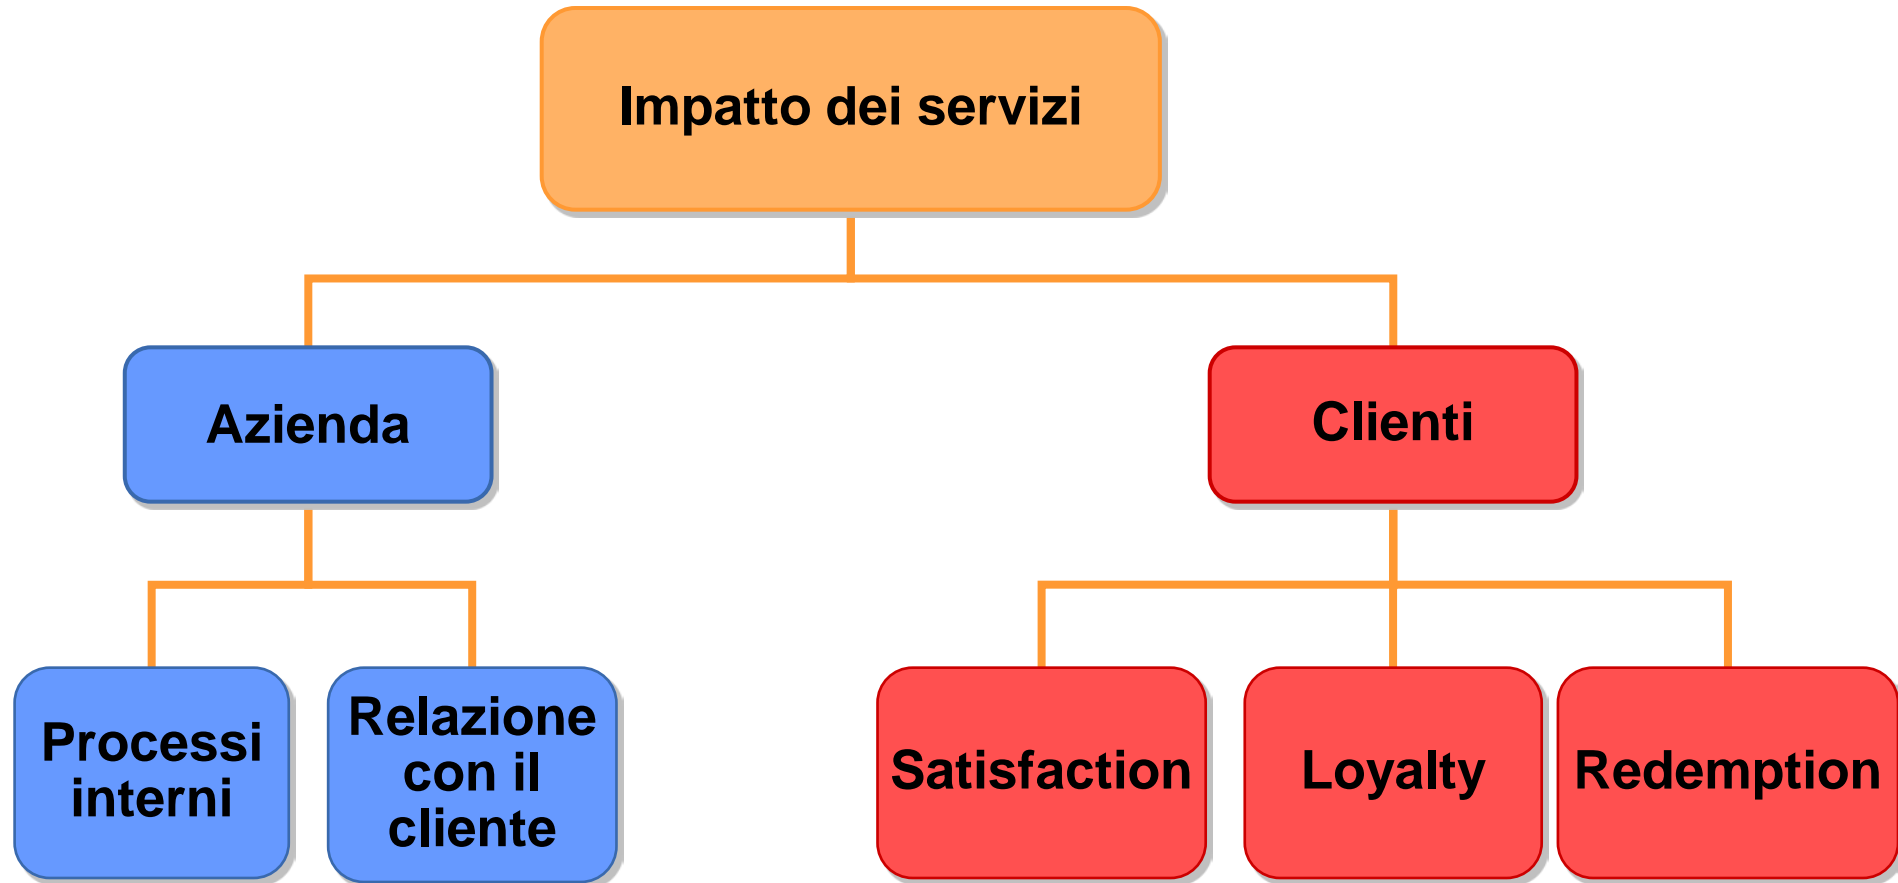 Impatto dei servizi
Azienda
Clienti
Processi
interni
Relazione
con il
cliente
Satisfaction
Loyalty
Redemption